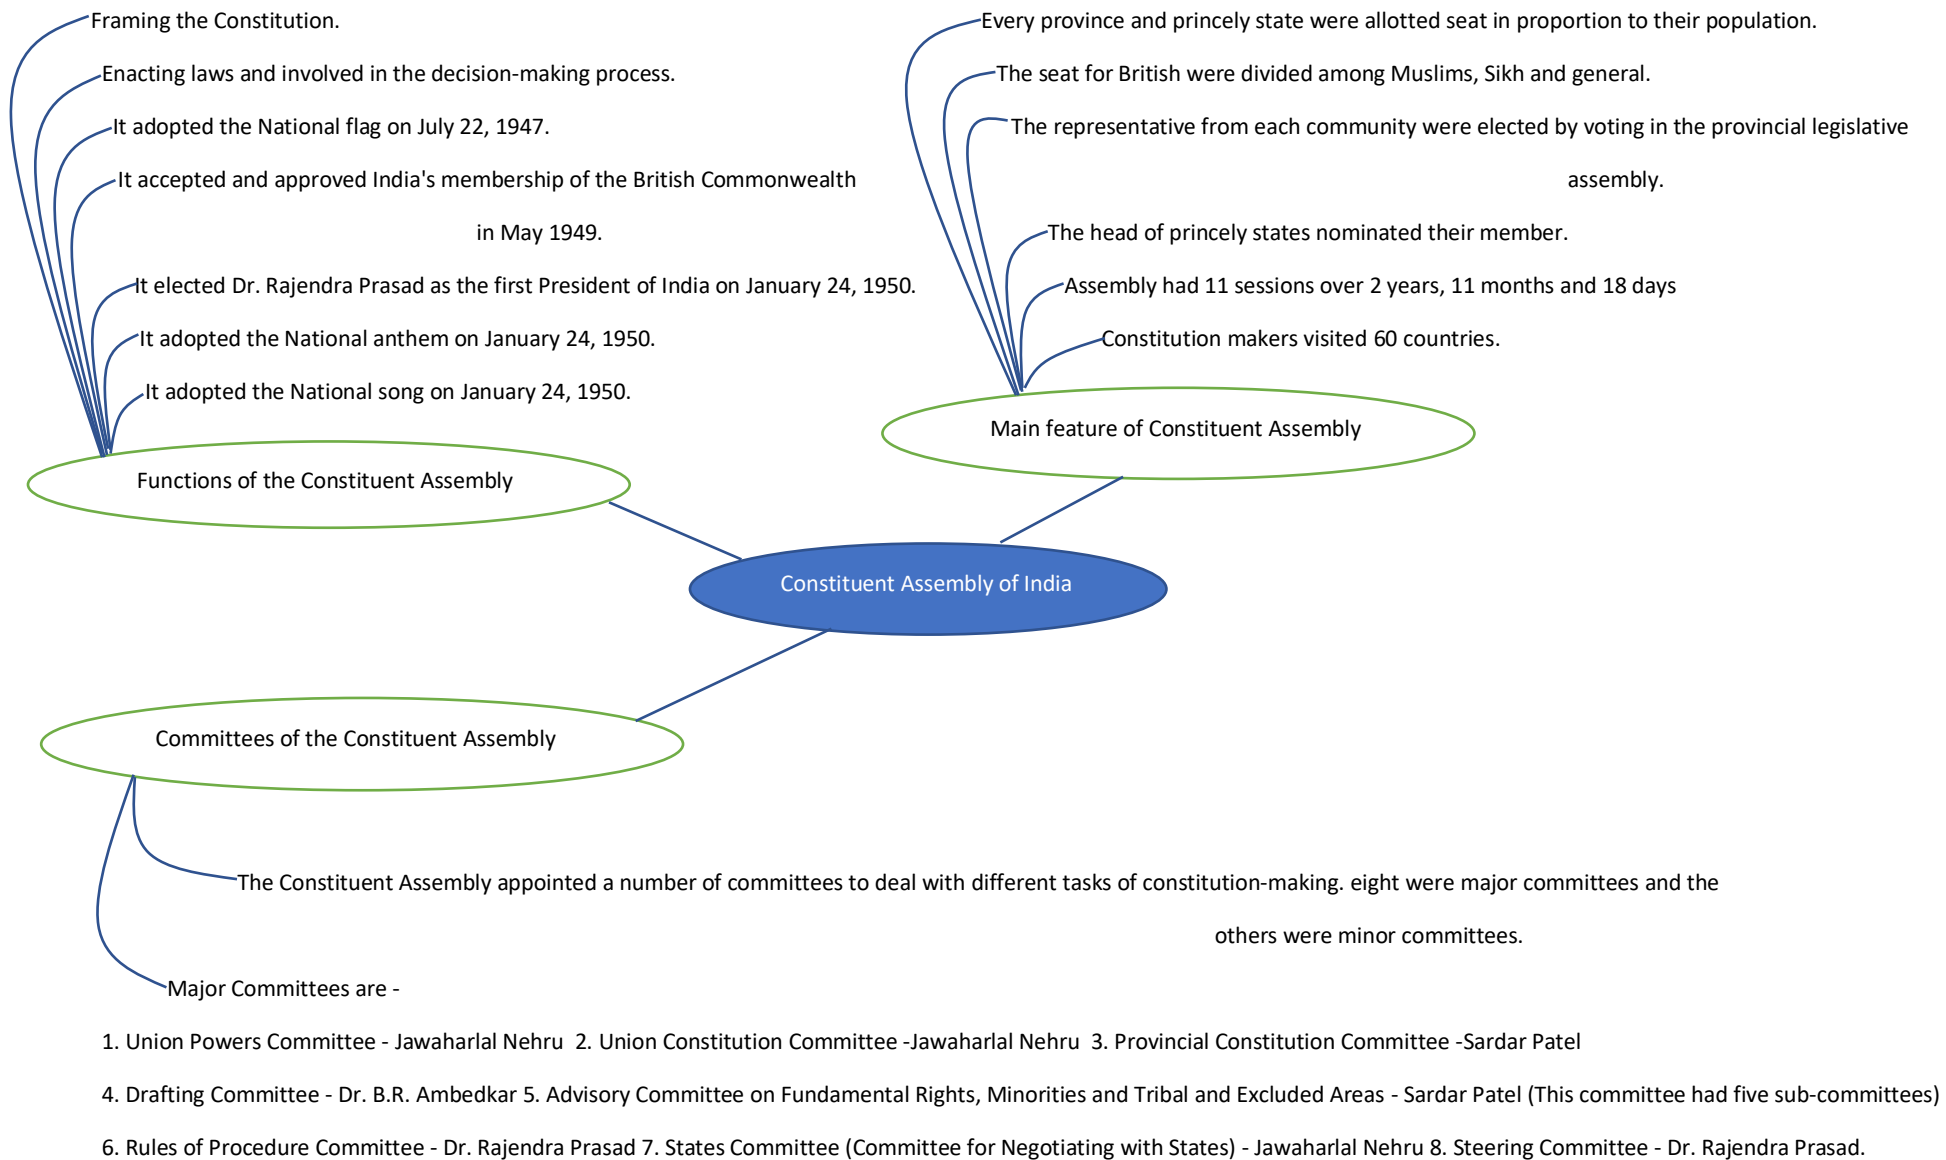 Framing the Constitution.
Enacting laws and involved in the decision-making process.
It adopted the National flag on July 22, 1947.
It accepted and approved India's membership of the British Commonwealth
in May 1949.
It elected Dr. Rajendra Prasad as the first President of India on January 24, 1950.
It adopted the National anthem on January 24, 1950.
It adopted the National song on January 24, 1950.
Functions of the Constituent Assembly
Every province and princely state were allotted seat in proportion to their population.
The seat for British were divided among Muslims, Sikh and general.
The representative from each community were elected by voting in the provincial legislative
assembly.
The head of princely states nominated their member.
Assembly had 11 sessions over 2 years, 11 months and 18 days
Constitution makers visited 60 countries.
Main feature of Constituent Assembly
Constituent Assembly of India
Committees of the Constituent Assembly
The Constituent Assembly appointed a number of committees to deal with different tasks of constitution-making. eight were major committees and the
others were minor committees.
Major Committees are -
1. Union Powers Committee - Jawaharlal Nehru 2. Union Constitution Committee -Jawaharlal Nehru 3. Provincial Constitution Committee -Sardar Patel
4. Drafting Committee - Dr. B.R. Ambedkar 5. Advisory Committee on Fundamental Rights, Minorities and Tribal and Excluded Areas - Sardar Patel (This committee had five sub-committees)
6. Rules of Procedure Committee - Dr. Rajendra Prasad 7. States Committee (Committee for Negotiating with States) - Jawaharlal Nehru 8. Steering Committee - Dr. Rajendra Prasad.